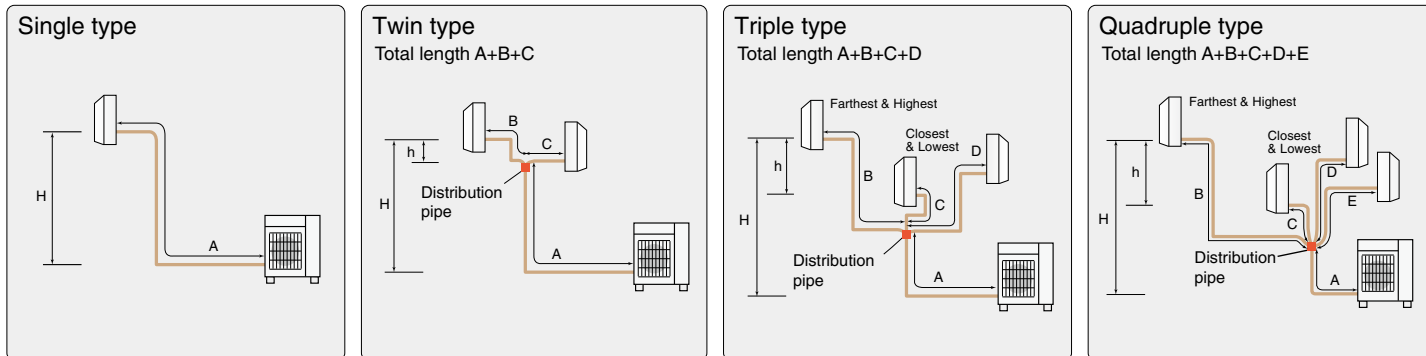 Single type
H
A
Twin type
Total length A+B+C
B
C
h
H
Distribution
pipe
A
Triple type
Total length A+B+C+D
Farthest & Highest
Closest
& Lowest
D
h
B
C
H
Distribution
pipe
A
Quadruple type
Total length A+B+C+D+E
Farthest & Highest
Closest
& Lowest
h
D
B
E
H
C
Distribution
pipe
A